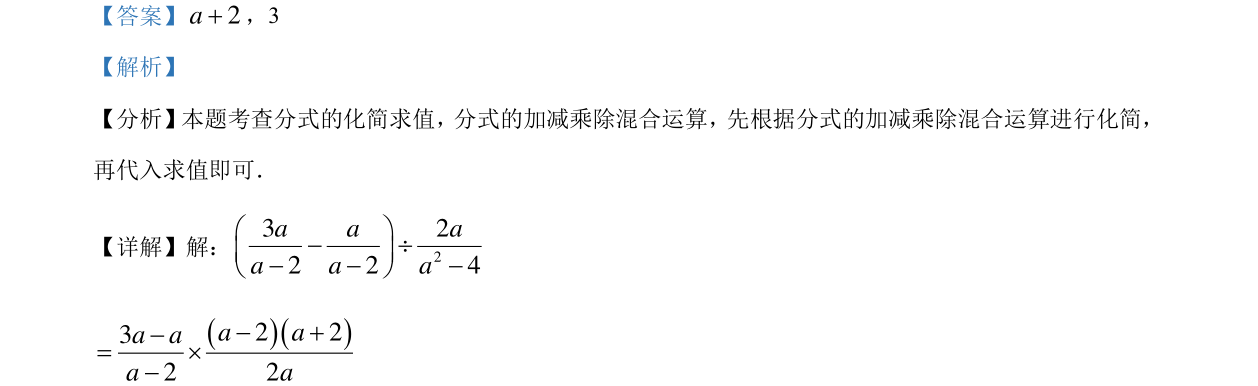 【答案】a+2，3
【解析】
【分析】本题考查分式的化简求值，分式的加减乘除混合运算，先根据分式的加减乘除混合运算进行化简，
再代入求值即可．
【详解】解：(3a/(a−2) − a/(a−2)) ÷ 2a/(a²−4)
= (3a−a)/(a−2) × (a−2)(a+2)/2a